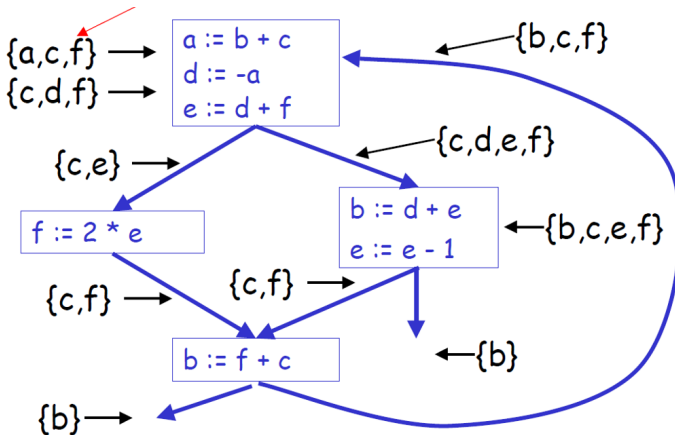 {b,c,f}
{a,c,f}
a := b + c
{c,d,f}
d := -a
e := d + f
{c,e}
{c,d,e,f}
f := 2 * e
b := d + e
e := e - 1
{b,c,e,f}
{c,f}
{c,f}
b := f + c
{b}
{b}